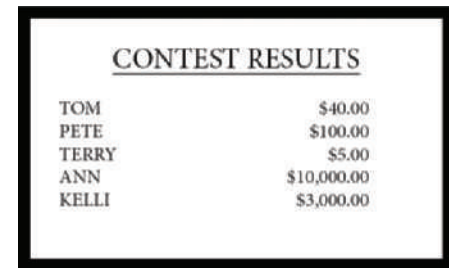 CONTEST RESULTS
TOM $40.00
PETE $100.00
TERRY $5.00
ANN $10,000.00
KELLI $3,000.00